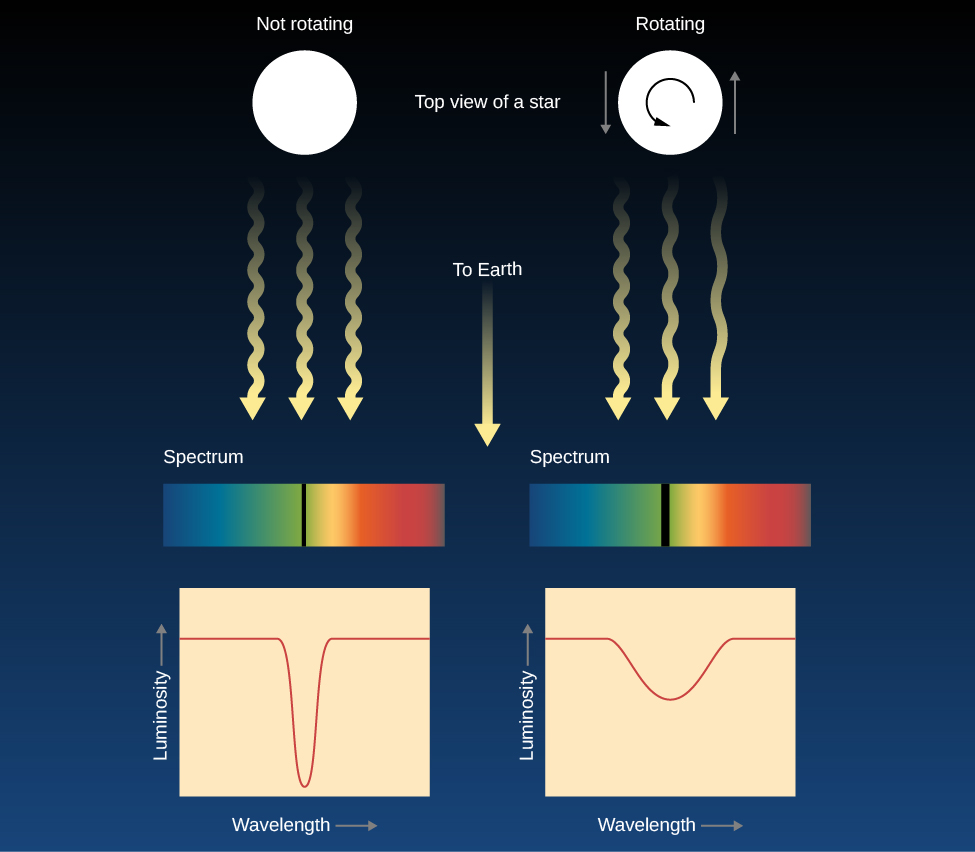 Not rotating
Rotating
Top view of a star
To Earth
Spectrum
Spectrum
Luminosity
Luminosity
Wavelength
Wavelength